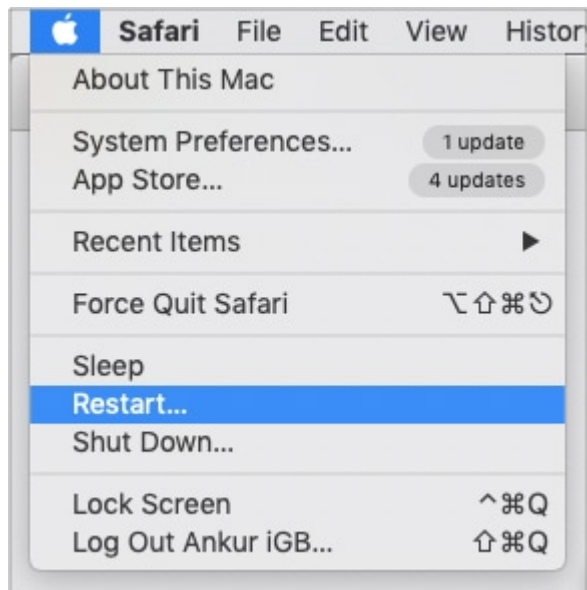 Safari File Edit View Histor
About This Mac
System Preferences... 1 update
App Store... 4 updates
Recent Items ▶
Force Quit Safari ⌥⇧⌘⎋
Sleep
Restart...
Shut Down...
Lock Screen ^⌘Q
Log Out Ankur iGB... ⇧⌘Q